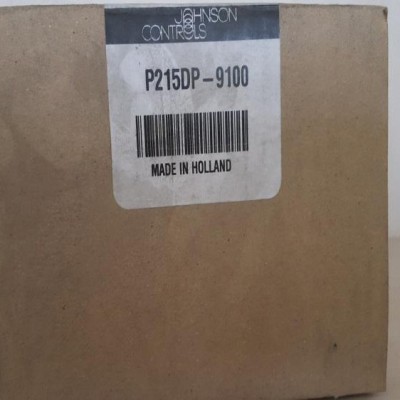 JOHNSON
CONTROLS
P215DP-9100
MADE IN HOLLAND